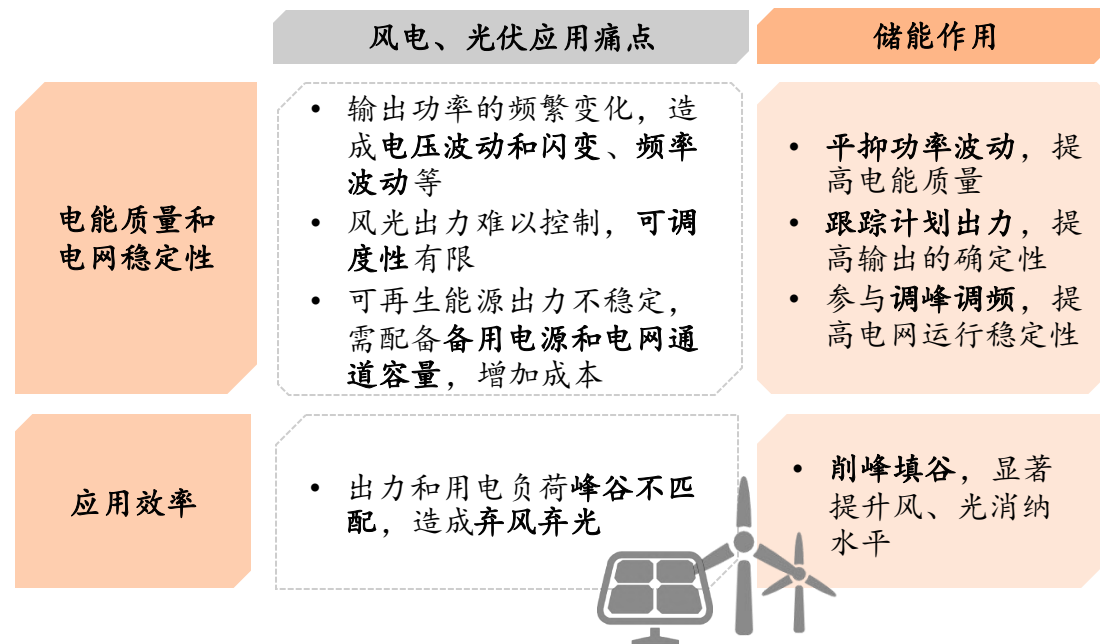 风电、光伏应用痛点
储能作用
电能质量和
电网稳定性
• 输出功率的频繁变化，造
成电压波动和闪变、频率
波动等
• 风光出力难以控制，可调
度性有限
• 可再生能源出力不稳定，
需配备备用电源和电网通
道容量，增加成本
• 平抑功率波动，提
高电能质量
• 跟踪计划出力，提
高输出的确定性
• 参与调峰调频，提
高电网运行稳定性
应用效率
• 出力和用电负荷峰谷不匹
配，造成弃风弃光
• 削峰填谷，显著
提升风、光消纳
水平